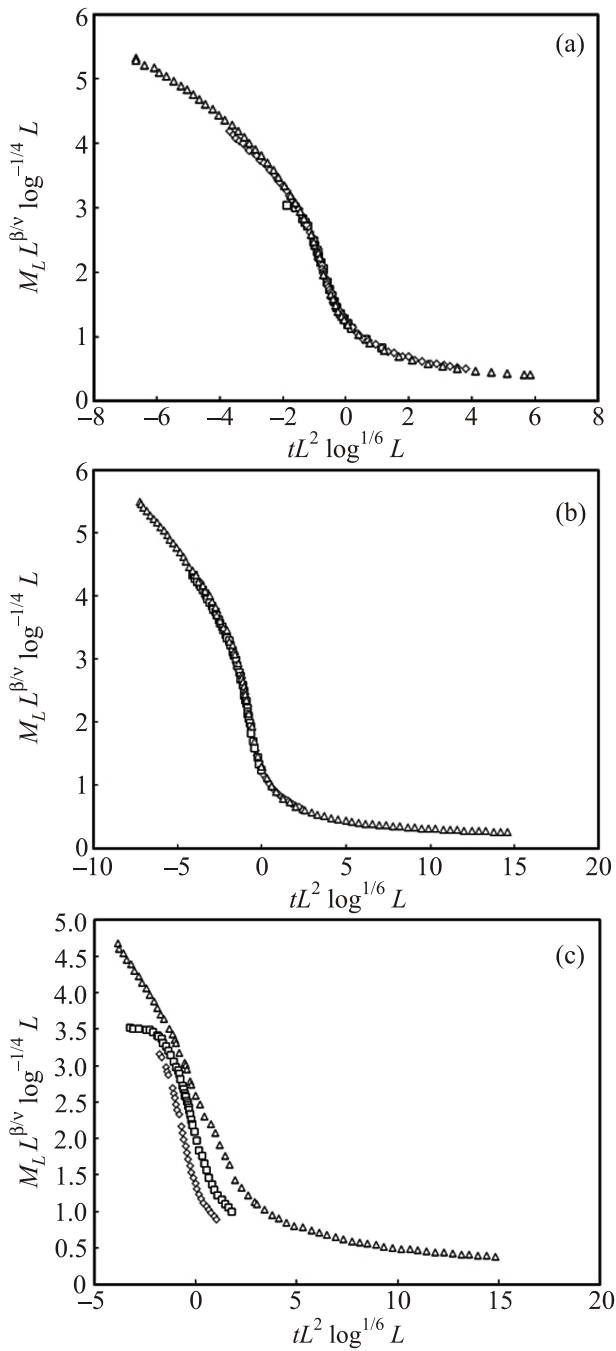 6
(a)
5
4
3
2
1
0
M_L L^{β/ν} log^{−1/4} L
−8 −6 −4 −2 0 2 4 6 8
tL^2 log^{1/6} L
6
(b)
5
4
3
2
1
0
M_L L^{β/ν} log^{−1/4} L
−10 −5 0 5 10 15 20
tL^2 log^{1/6} L
5.0
(c)
4.5
4.0
3.5
3.0
2.5
2.0
1.5
1.0
0.5
0
M_L L^{β/ν} log^{−1/4} L
−5 0 5 10 15 20
tL^2 log^{1/6} L